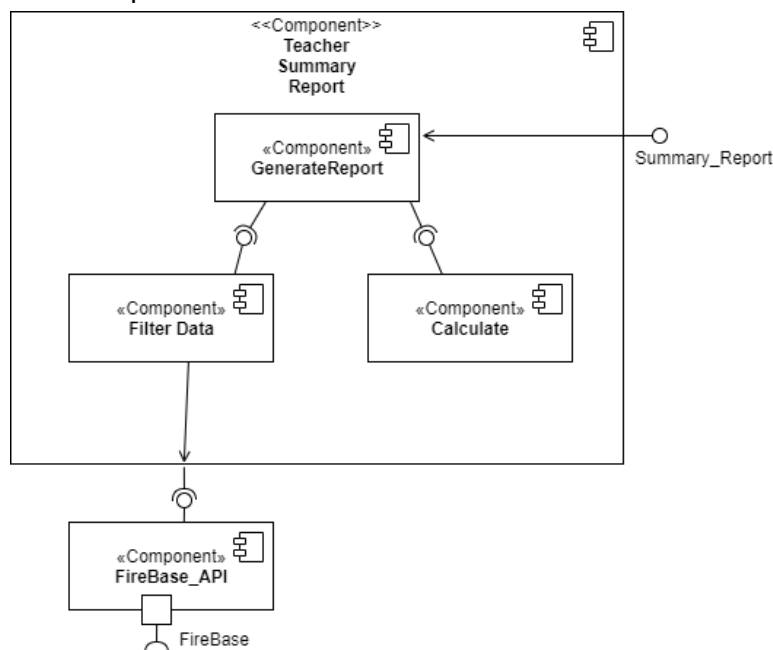 <<Component>>
Teacher
Summary
Report
«Component»
GenerateReport
Summary_Report
«Component»
Filter Data
«Component»
Calculate
«Component»
FireBase_API
FireBase